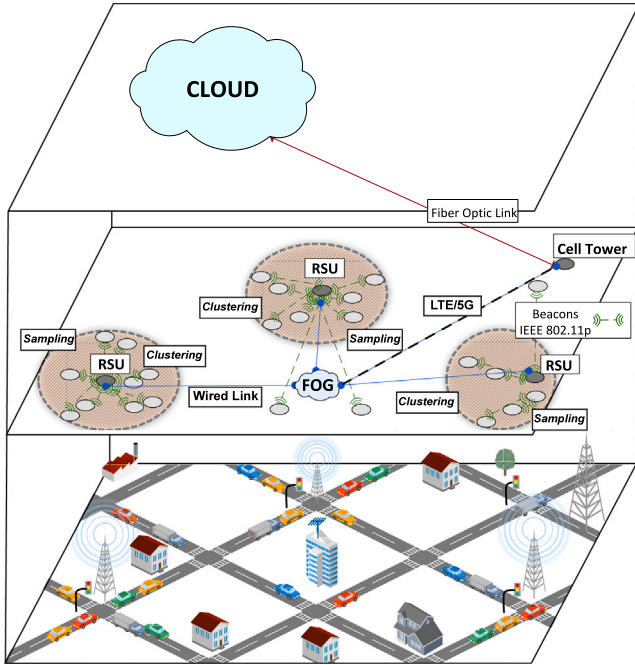 CLOUD
Fiber Optic Link
Cell Tower
RSU
LTE/5G
Clustering
Beacons
IEEE 802.11p
Sampling
Sampling
Clustering
RSU
RSU
FOG
Wired Link
Clustering
Sampling